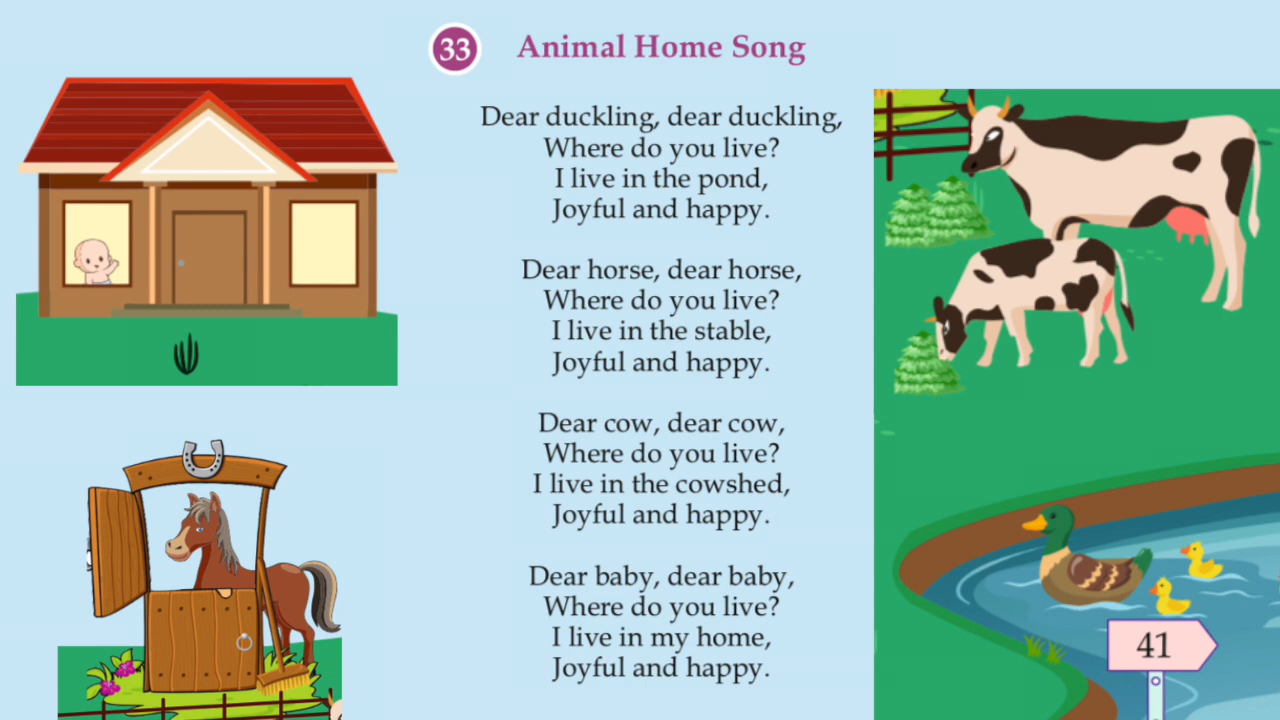 33 Animal Home Song
Dear duckling, dear duckling,
Where do you live?
I live in the pond,
Joyful and happy.
Dear horse, dear horse,
Where do you live?
I live in the stable,
Joyful and happy.
Dear cow, dear cow,
Where do you live?
I live in the cowshed,
Joyful and happy.
Dear baby, dear baby,
Where do you live?
I live in my home,
Joyful and happy.
41